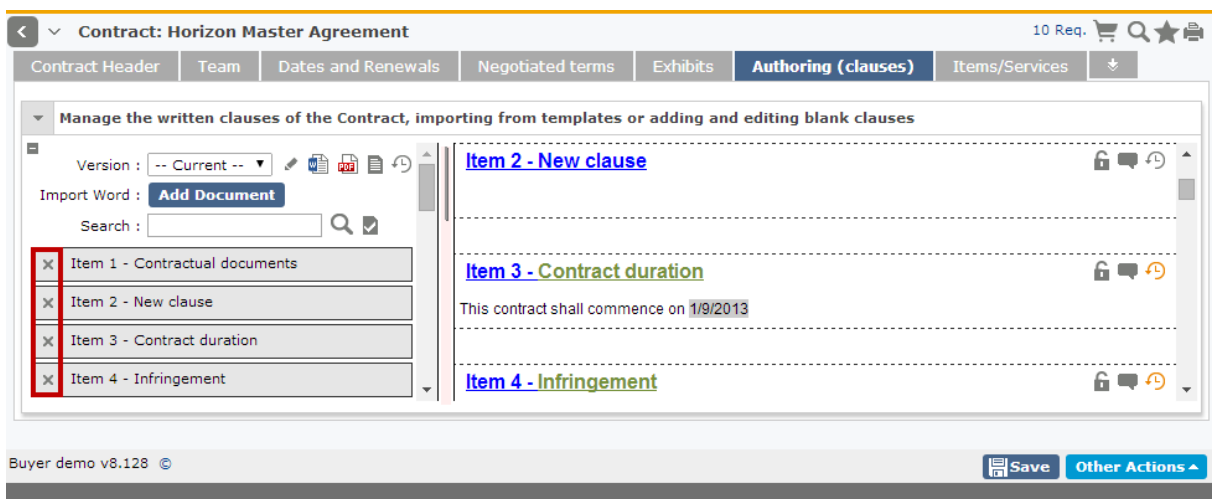 Contract: Horizon Master Agreement
10 Req.
Contract Header Team Dates and Renewals Negotiated terms Exhibits Authoring (clauses) Items/Services
Manage the written clauses of the Contract, importing from templates or adding and editing blank clauses
Version : -- Current --
Import Word : Add Document
Search :
Item 1 - Contractual documents
Item 2 - New clause
Item 3 - Contract duration
Item 4 - Infringement
Item 2 - New clause
Item 3 - Contract duration
This contract shall commence on 1/9/2013
Item 4 - Infringement
Buyer demo v8.128 ©
Save Other Actions